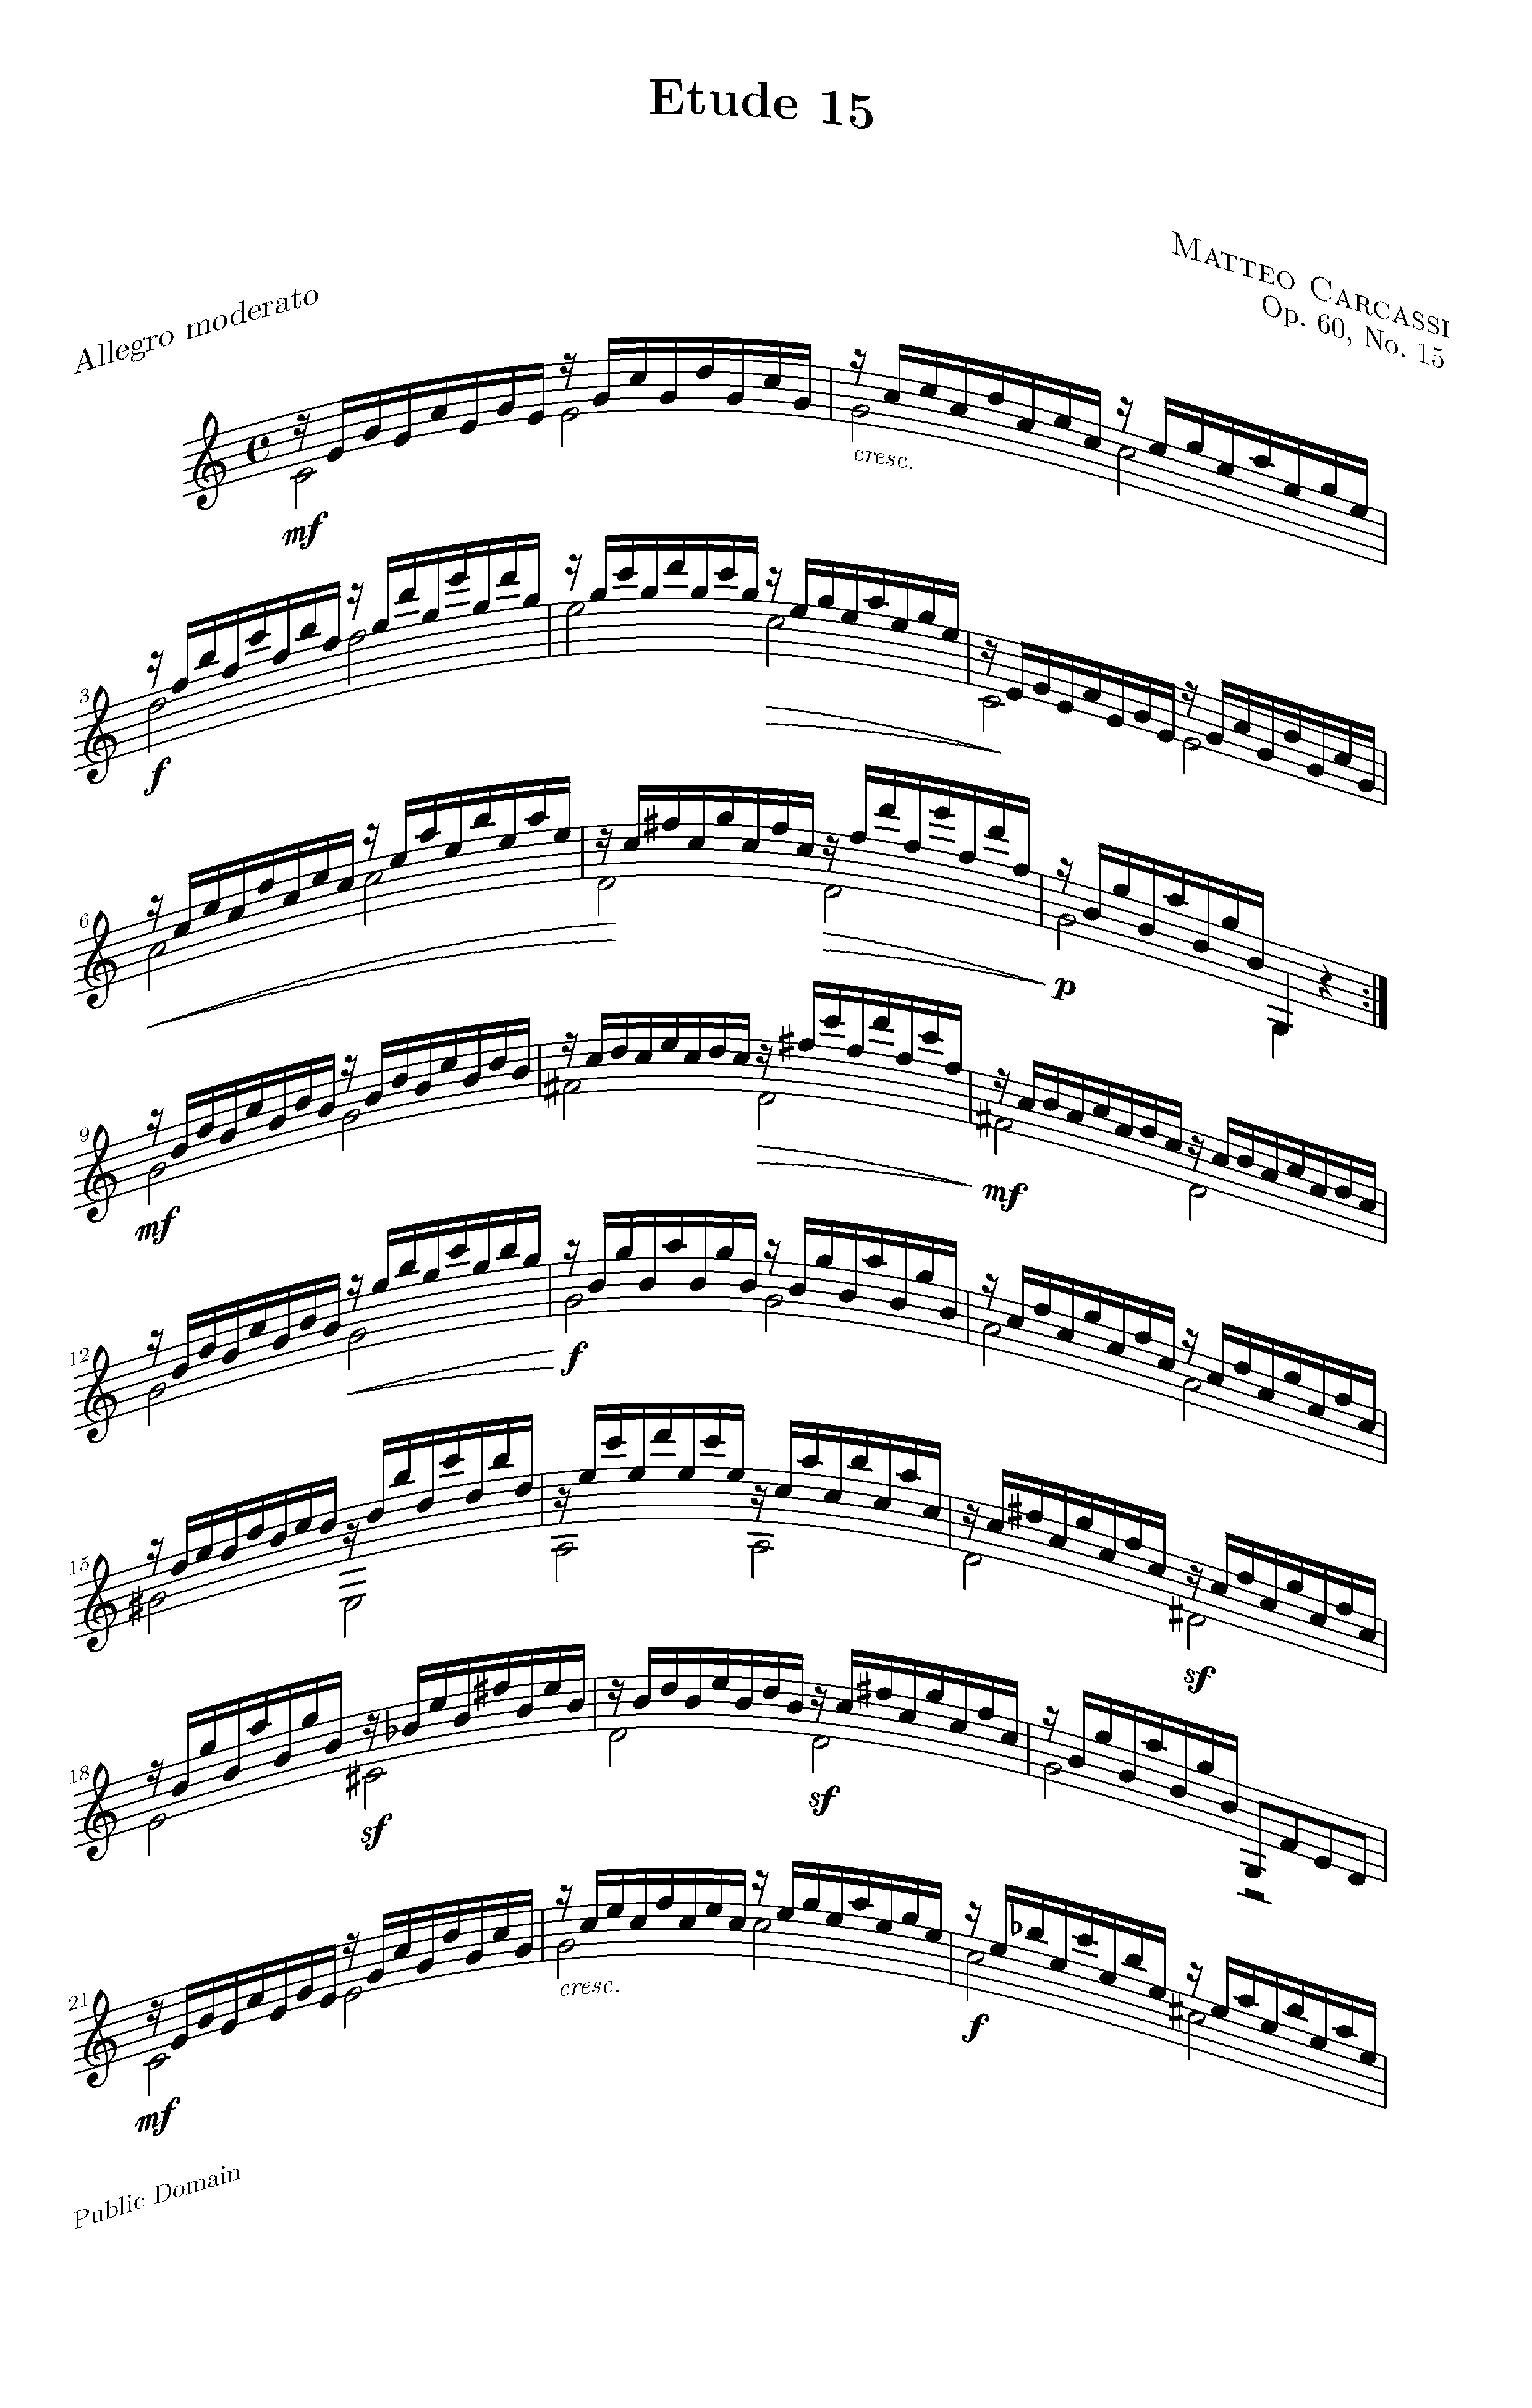 Etude 15
Matteo Carcassi
Op. 60, No. 15
Allegro moderato
mf
cresc.
3
f
6
p
9
mf
mf
12
f
15
sf
18
sf
sf
21
mf
cresc.
f
Public Domain